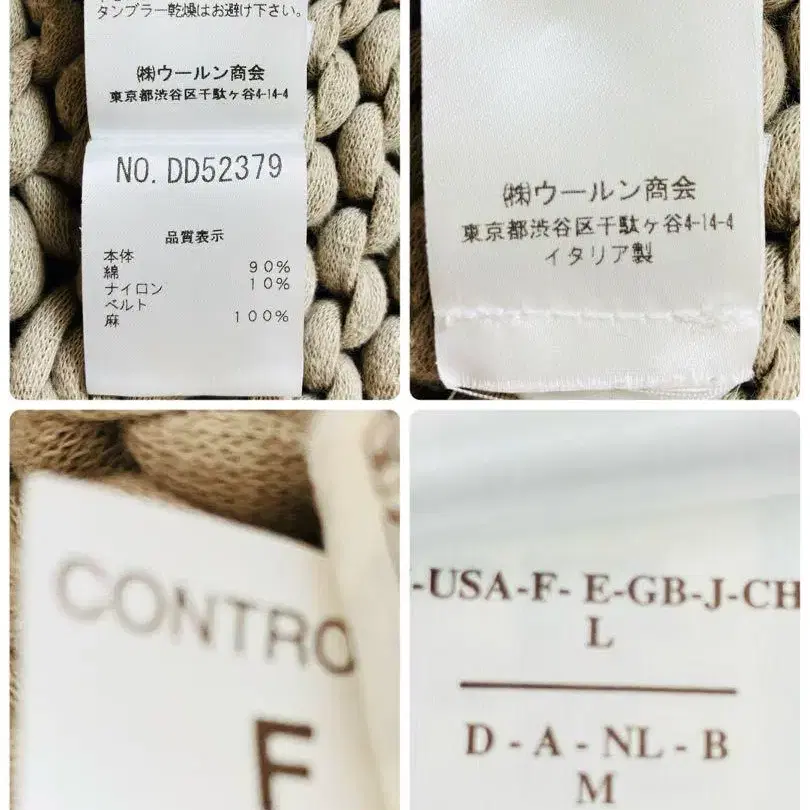 タンブラー乾燥はお避け下さい。
㈱ウールン商会
東京都渋谷区千駄ヶ谷4-14-4
NO. DD52379
品質表示
本体
綿 90%
ナイロン 10%
ベルト
麻 100%
㈱ウールン商会
東京都渋谷区千駄ヶ谷4-14-4
イタリア製
CONTRO
E
-USA-F- E-GB-J-CH
L
D - A - NL - B
M